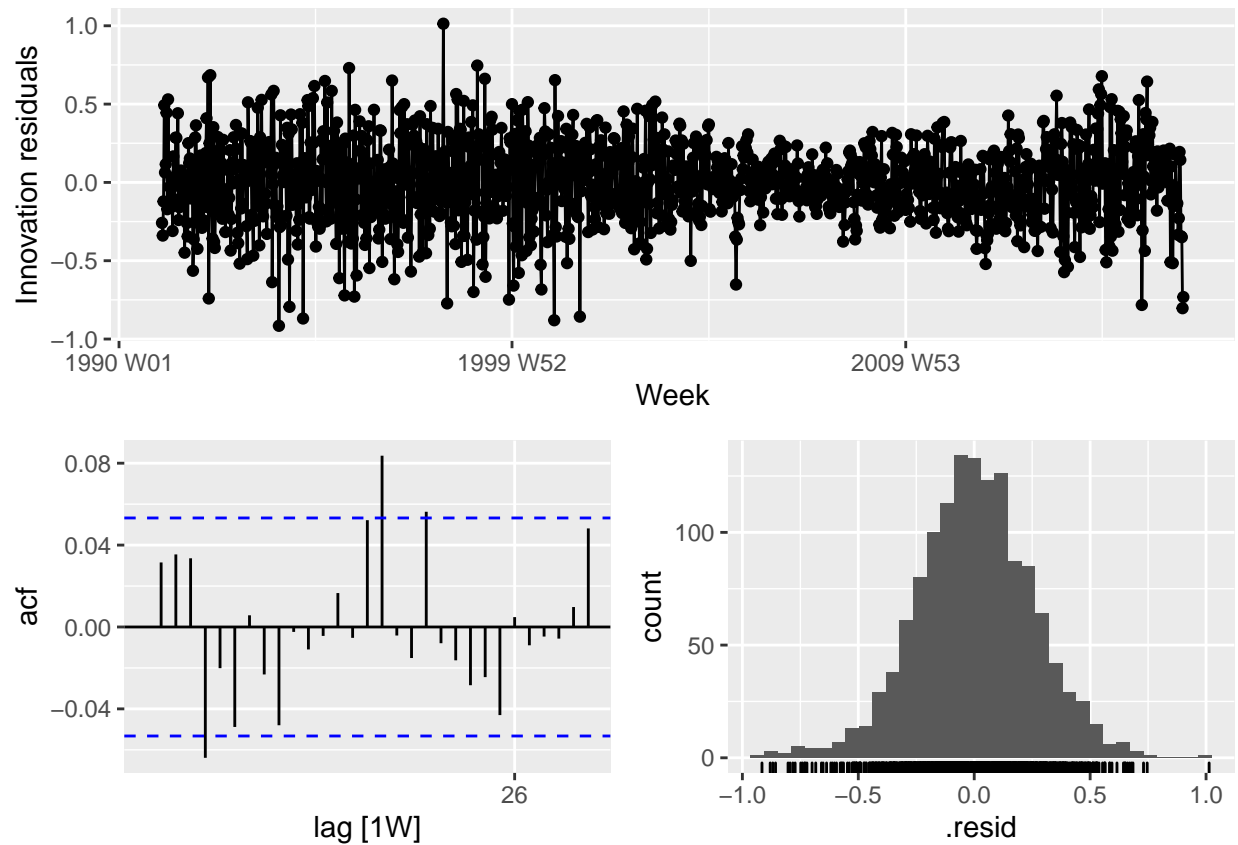 1.0
0.5
0.0
−0.5
−1.0
Innovation residuals
1990 W01 1999 W52 2009 W53
Week
0.08
0.04
0.00
−0.04
acf
26
lag [1W]
100
50
0
count
−1.0 −0.5 0.0 0.5 1.0
.resid